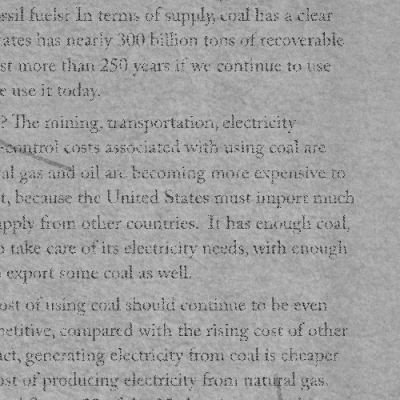 ssil fuels? In terms of supply, coal has a clear
ates has nearly 300 billion tons of recoverable
st more than 250 years if we continue to use
e use it today.
? The mining, transportation, electricity
-control costs associated with using coal are
al gas and oil are becoming more expensive to
t, because the United States must import much
pply from other countries. It has enough coal,
o take care of its electricity needs, with enough
export some coal as well.
ost of using coal should continue to be even
petitive, compared with the rising cost of other
act, generating electricity from coal is cheaper
ost of producing electricity from natural gas.